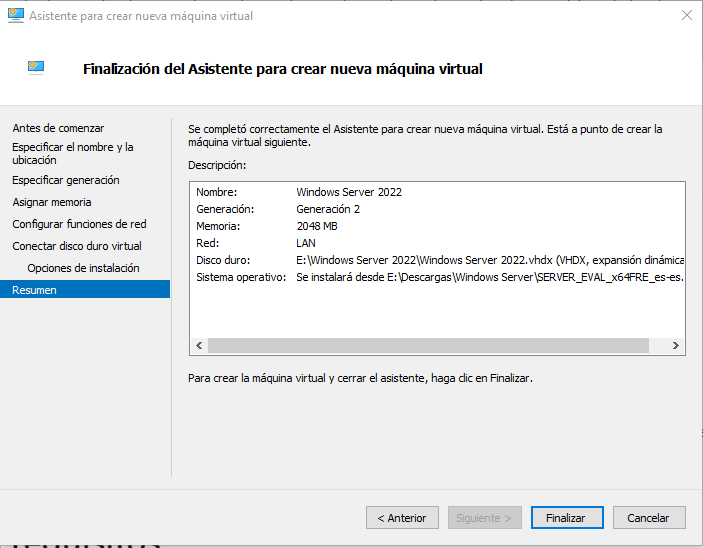 Asistente para crear nueva máquina virtual
Finalización del Asistente para crear nueva máquina virtual
Antes de comenzar
Especificar el nombre y la
ubicación
Especificar generación
Asignar memoria
Configurar funciones de red
Conectar disco duro virtual
Opciones de instalación
Resumen
Se completó correctamente el Asistente para crear nueva máquina virtual. Está a punto de crear la
máquina virtual siguiente.
Descripción:
Nombre: Windows Server 2022
Generación: Generación 2
Memoria: 2048 MB
Red: LAN
Disco duro: E:\Windows Server 2022\Windows Server 2022.vhdx (VHDX, expansión dinámica
Sistema operativo: Se instalará desde E:\Descargas\Windows Server\SERVER_EVAL_x64FRE_es-es.
Para crear la máquina virtual y cerrar el asistente, haga clic en Finalizar.
< Anterior
Siguiente >
Finalizar
Cancelar